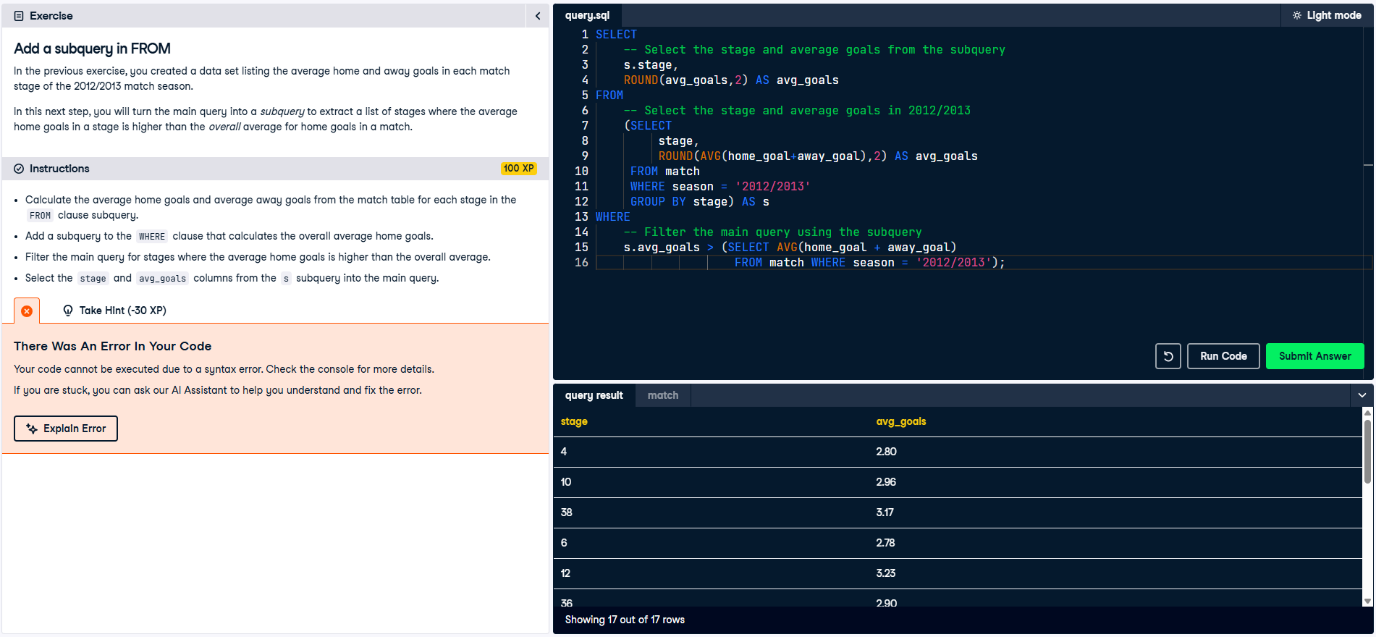 Exercise
Add a subquery in FROM
In the previous exercise, you created a data set listing the average home and away goals in each match
stage of the 2012/2013 match season.
In this next step, you will turn the main query into a subquery to extract a list of stages where the average
home goals in a stage is higher than the overall average for home goals in a match.
Instructions
100 XP
Calculate the average home goals and average away goals from the match table for each stage in the
FROM clause subquery.
Add a subquery to the WHERE clause that calculates the overall average home goals.
Filter the main query for stages where the average home goals is higher than the overall average.
Select the stage and avg_goals columns from the s subquery into the main query.
Take Hint (-30 XP)
There Was An Error In Your Code
Your code cannot be executed due to a syntax error. Check the console for more details.
If you are stuck, you can ask our AI Assistant to help you understand and fix the error.
Explain Error
query.sql
Light mode
1 SELECT
2 -- Select the stage and average goals from the subquery
3 s.stage,
4 ROUND(avg_goals,2) AS avg_goals
5 FROM
6 -- Select the stage and average goals in 2012/2013
7 (SELECT
8 stage,
9 ROUND(AVG(home_goal+away_goal),2) AS avg_goals
10 FROM match
11 WHERE season = '2012/2013'
12 GROUP BY stage) AS s
13 WHERE
14 -- Filter the main query using the subquery
15 s.avg_goals > (SELECT AVG(home_goal + away_goal)
16 FROM match WHERE season = '2012/2013');
Run Code
Submit Answer
query result
match
stage avg_goals
4 2.80
10 2.96
38 3.17
6 2.78
12 3.23
36 2.90
Showing 17 out of 17 rows